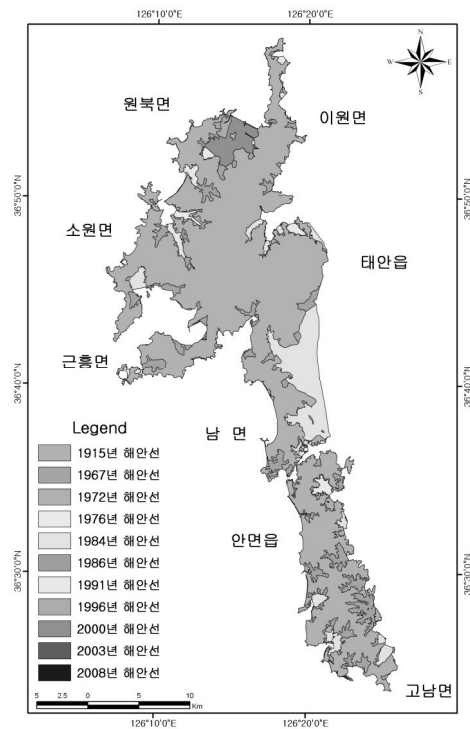 126°10'0"E
126°20'0"E
N
W
E
S
원북면
이원면
36°50'0"N
36°50'0"N
소원면
태안읍
근흥면
36°40'0"N
36°40'0"N
남 면
Legend
1915년 해안선
1967년 해안선
1972년 해안선
1976년 해안선
1984년 해안선
1986년 해안선
1991년 해안선
1996년 해안선
2000년 해안선
2003년 해안선
2008년 해안선
안면읍
36°30'0"N
36°30'0"N
고남면
5 2.5 0 5 10
Km
126°10'0"E
126°20'0"E